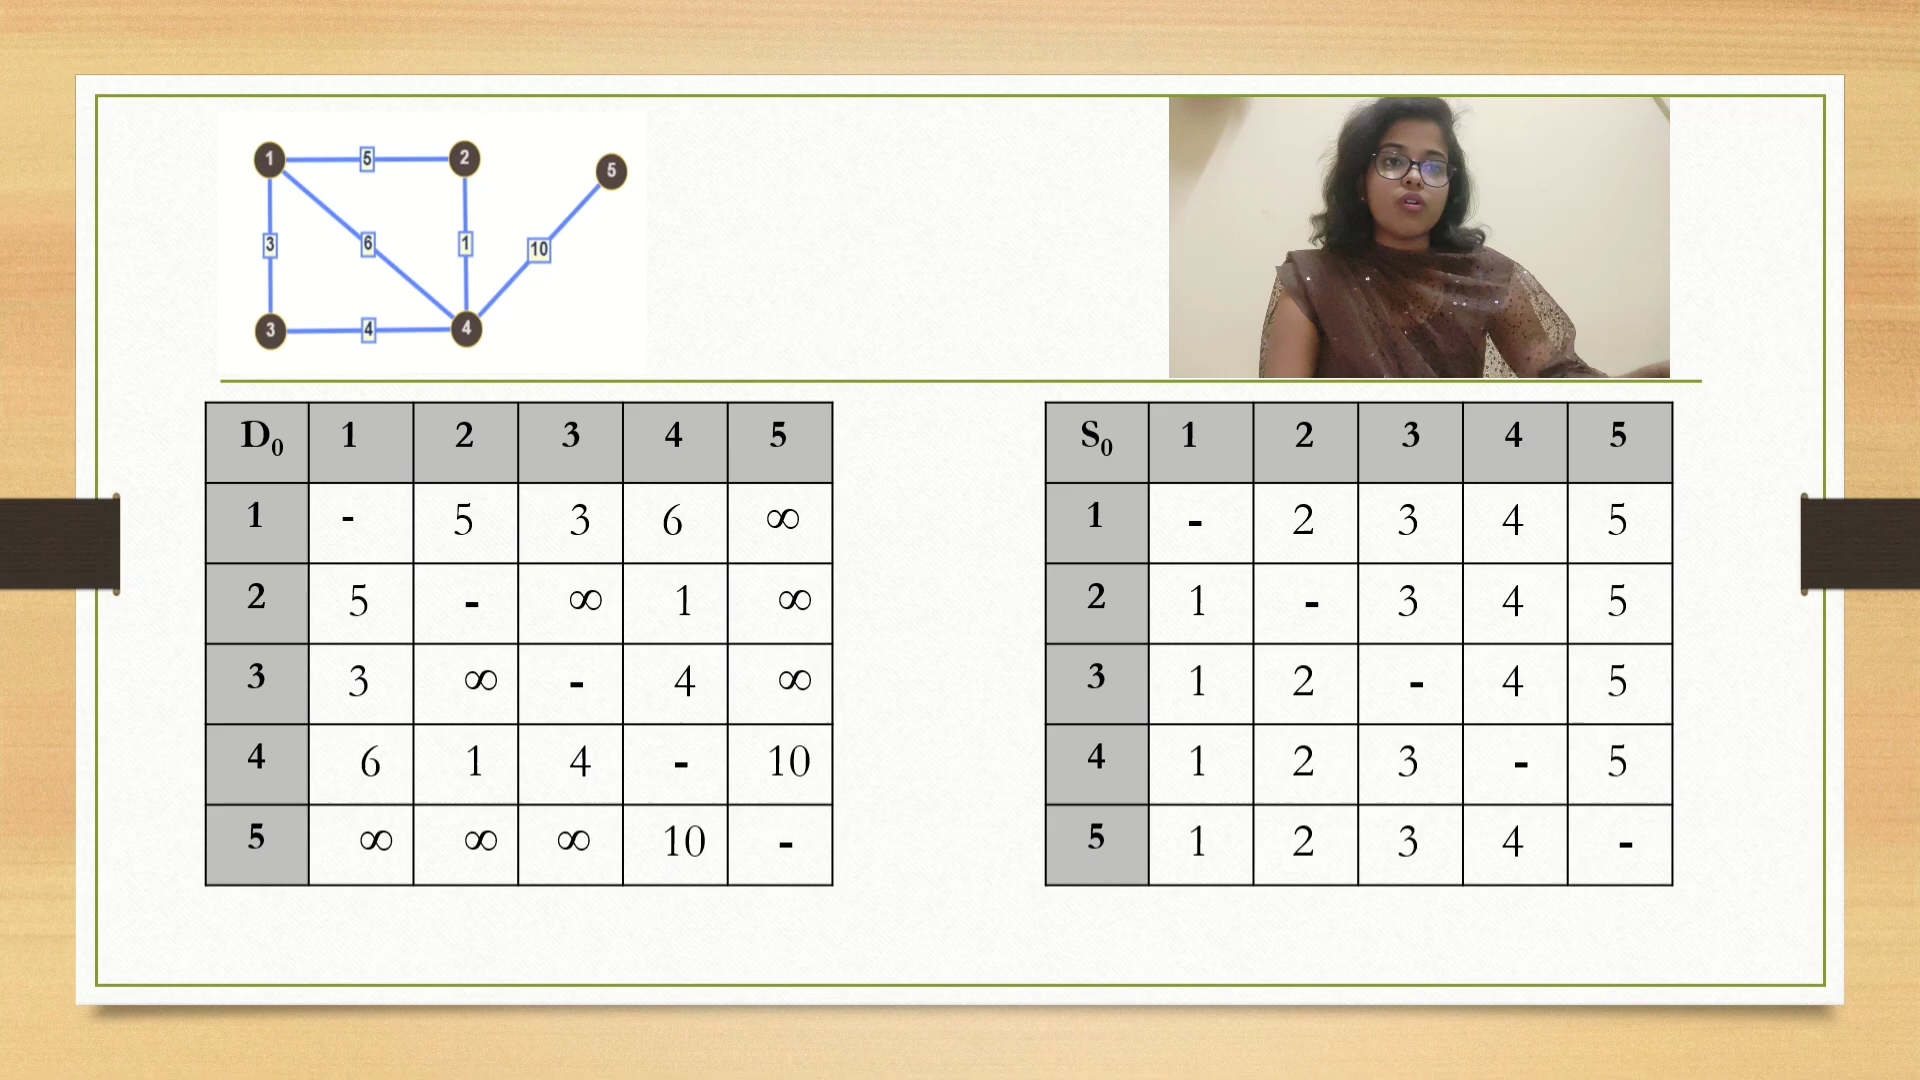 1 5 2 5
3 6 1 10
3 4 4
D₀ 1 2 3 4 5
1 - 5 3 6 ∞
2 5 - ∞ 1 ∞
3 3 ∞ - 4 ∞
4 6 1 4 - 10
5 ∞ ∞ ∞ 10 -
S₀ 1 2 3 4 5
1 - 2 3 4 5
2 1 - 3 4 5
3 1 2 - 4 5
4 1 2 3 - 5
5 1 2 3 4 -